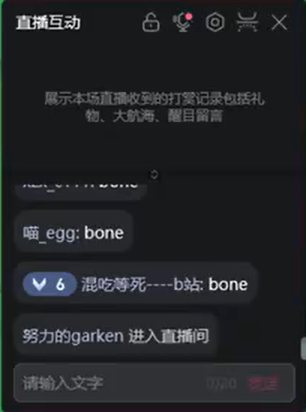 直播互动
展示本场直播收到的打赏记录包括礼
物、大航海、醒目留言
bone
喵_egg: bone
6 混吃等死----b站: bone
努力的garken 进入直播间
请输入文字 0/20 发送